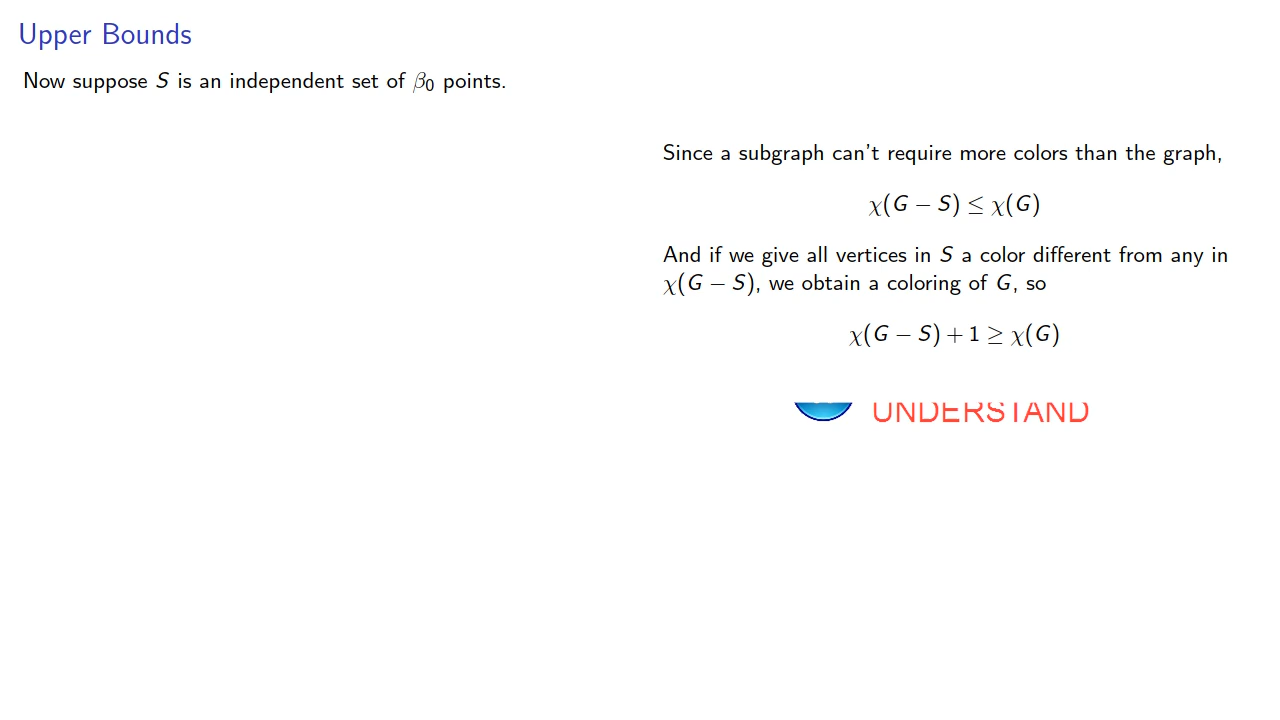 Upper Bounds
Now suppose S is an independent set of β₀ points.
Since a subgraph can't require more colors than the graph,
χ(G − S) ≤ χ(G)
And if we give all vertices in S a color different from any in
χ(G − S), we obtain a coloring of G, so
χ(G − S) + 1 ≥ χ(G)
UNDERSTAND